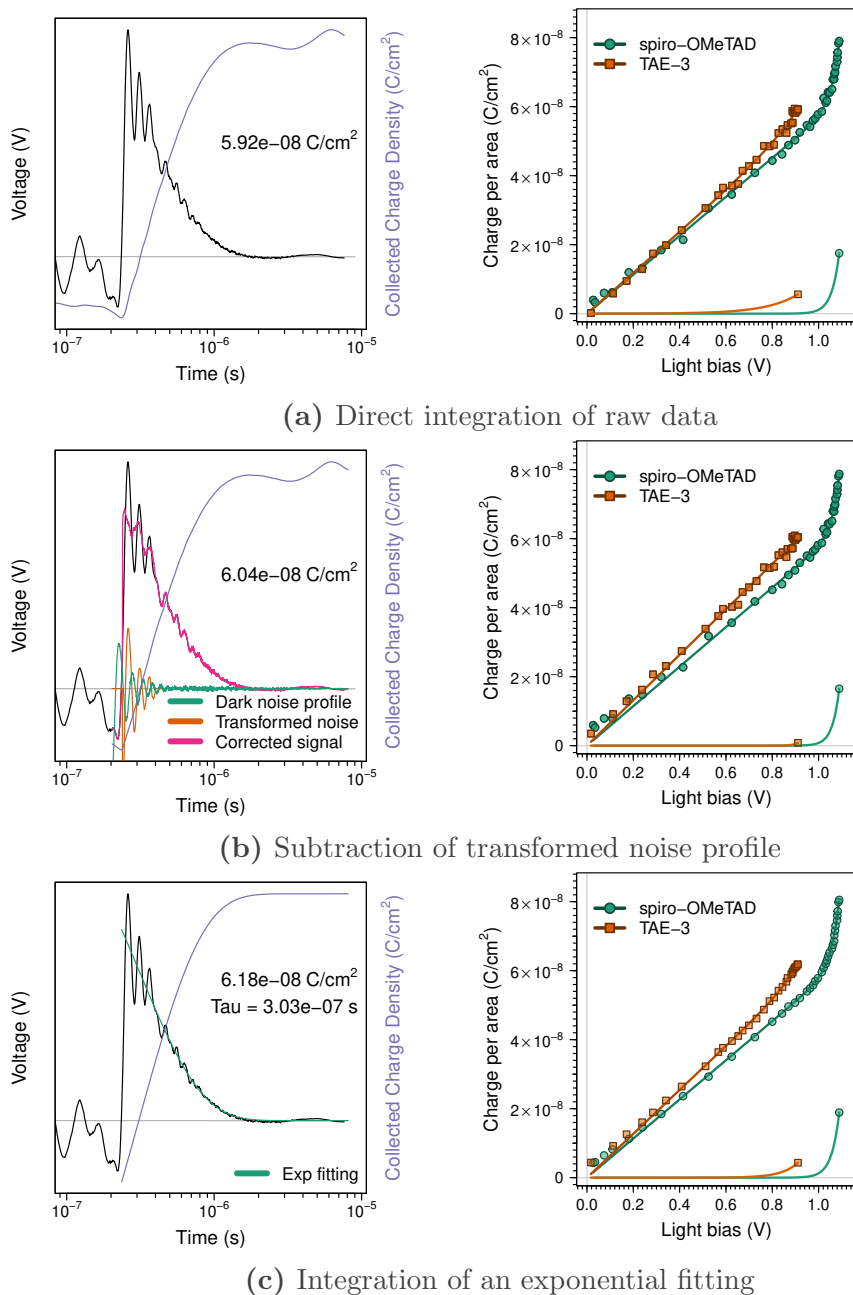 Voltage (V)
5.92e−08 C/cm²
Collected Charge Density (C/cm²)
10⁻⁷ 10⁻⁶ 10⁻⁵
Time (s)
Charge per area (C/cm²)
8×10⁻⁸
6×10⁻⁸
4×10⁻⁸
2×10⁻⁸
0
spiro−OMeTAD
TAE−3
0.0 0.2 0.4 0.6 0.8 1.0
Light bias (V)
(a) Direct integration of raw data
Voltage (V)
6.04e−08 C/cm²
Dark noise profile
Transformed noise
Corrected signal
Collected Charge Density (C/cm²)
10⁻⁷ 10⁻⁶ 10⁻⁵
Time (s)
Charge per area (C/cm²)
8×10⁻⁸
6×10⁻⁸
4×10⁻⁸
2×10⁻⁸
0
spiro−OMeTAD
TAE−3
0.0 0.2 0.4 0.6 0.8 1.0
Light bias (V)
(b) Subtraction of transformed noise profile
Voltage (V)
6.18e−08 C/cm²
Tau = 3.03e−07 s
Exp fitting
Collected Charge Density (C/cm²)
10⁻⁷ 10⁻⁶ 10⁻⁵
Time (s)
Charge per area (C/cm²)
8×10⁻⁸
6×10⁻⁸
4×10⁻⁸
2×10⁻⁸
0
spiro−OMeTAD
TAE−3
0.0 0.2 0.4 0.6 0.8 1.0
Light bias (V)
(c) Integration of an exponential fitting